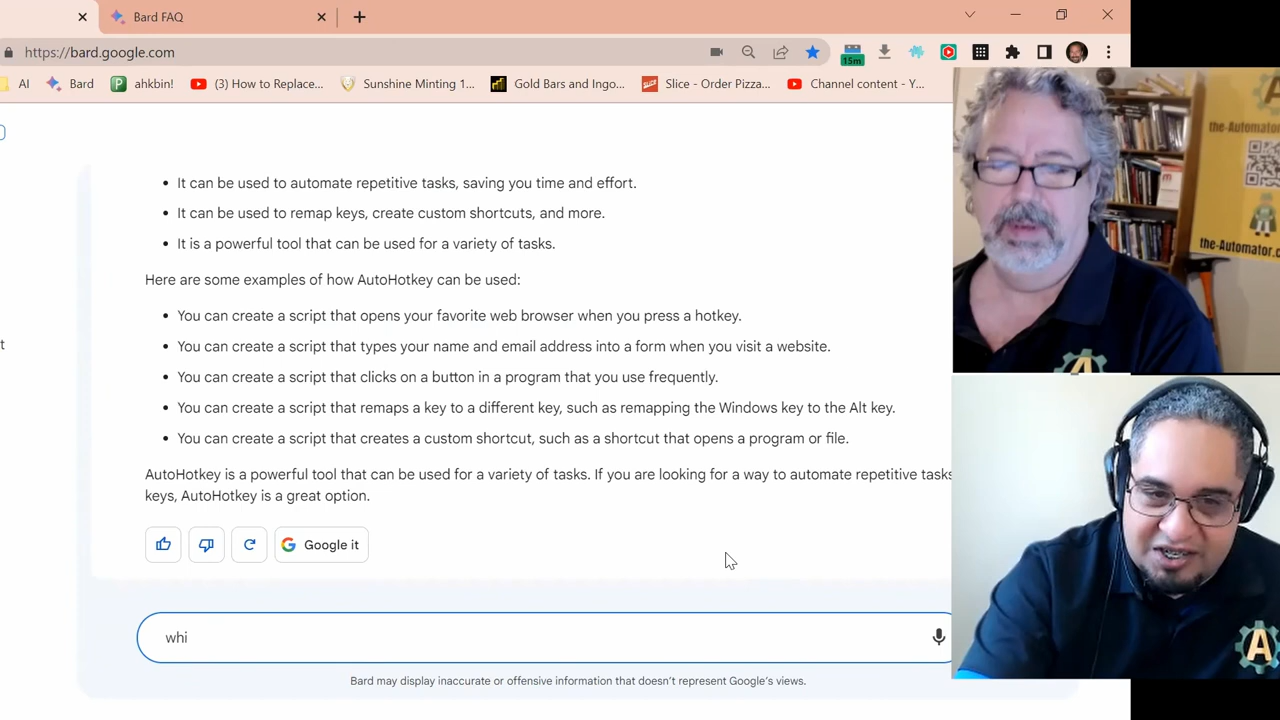 Bard FAQ
https://bard.google.com
15m
AI
Bard
ahkbin!
(3) How to Replace...
Sunshine Minting 1...
Gold Bars and Ingo...
SLICE
Slice - Order Pizza...
Channel content - Y...
• It can be used to automate repetitive tasks, saving you time and effort.
• It can be used to remap keys, create custom shortcuts, and more.
• It is a powerful tool that can be used for a variety of tasks.
Here are some examples of how AutoHotkey can be used:
• You can create a script that opens your favorite web browser when you press a hotkey.
• You can create a script that types your name and email address into a form when you visit a website.
t
• You can create a script that clicks on a button in a program that you use frequently.
• You can create a script that remaps a key to a different key, such as remapping the Windows key to the Alt key.
• You can create a script that creates a custom shortcut, such as a shortcut that opens a program or file.
AutoHotkey is a powerful tool that can be used for a variety of tasks. If you are looking for a way to automate repetitive tasks
keys, AutoHotkey is a great option.
Google it
whi
Bard may display inaccurate or offensive information that doesn't represent Google's views.
A
the-Automator
the-Automator.c
A
A